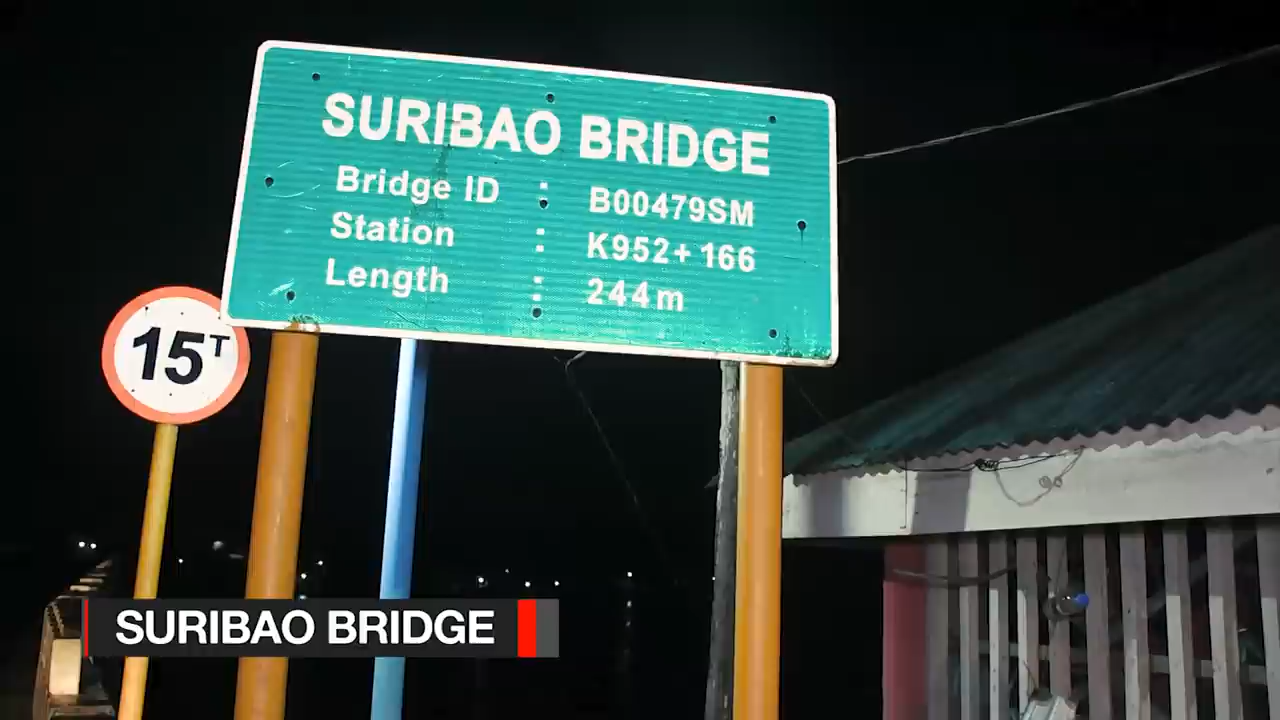 SURIBAO BRIDGE
Bridge ID : B00479SM
Station : K952+166
Length : 244m
15T
SURIBAO BRIDGE